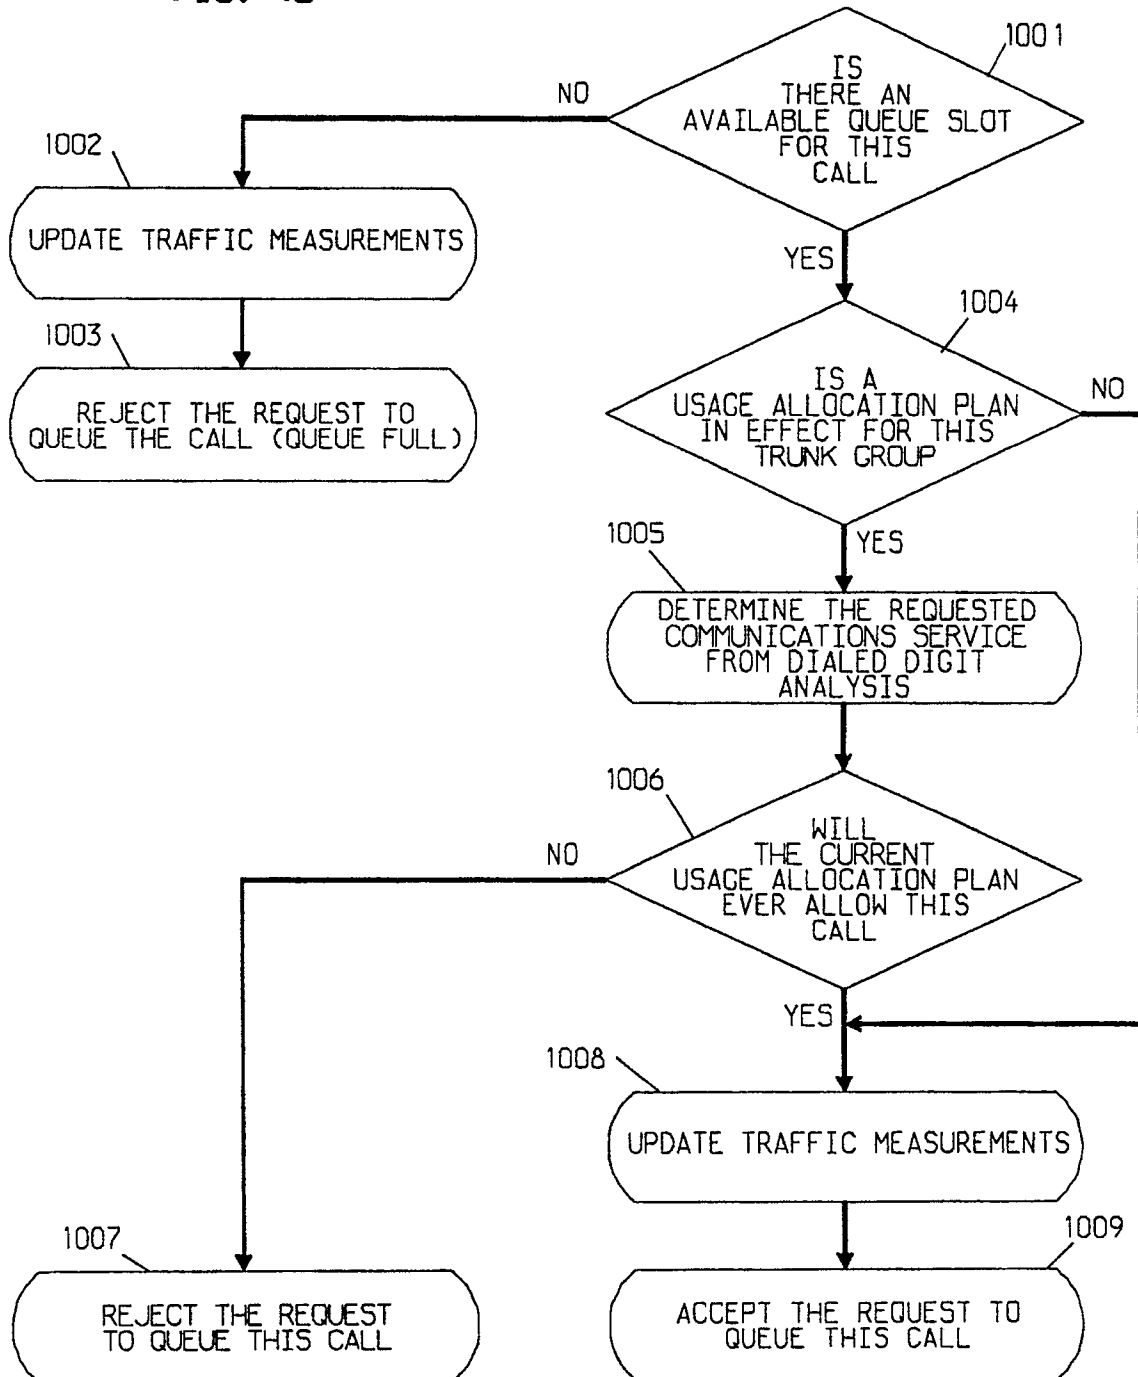 1001
IS
THERE AN
AVAILABLE QUEUE SLOT
FOR THIS
CALL
NO
YES
1002
UPDATE TRAFFIC MEASUREMENTS
1003
REJECT THE REQUEST TO
QUEUE THE CALL (QUEUE FULL)
1004
IS A
USAGE ALLOCATION PLAN
IN EFFECT FOR THIS
TRUNK GROUP
NO
YES
1005
DETERMINE THE REQUESTED
COMMUNICATIONS SERVICE
FROM DIALED DIGIT
ANALYSIS
1006
WILL
THE CURRENT
USAGE ALLOCATION PLAN
EVER ALLOW THIS
CALL
NO
YES
1007
REJECT THE REQUEST
TO QUEUE THIS CALL
1008
UPDATE TRAFFIC MEASUREMENTS
1009
ACCEPT THE REQUEST TO
QUEUE THIS CALL